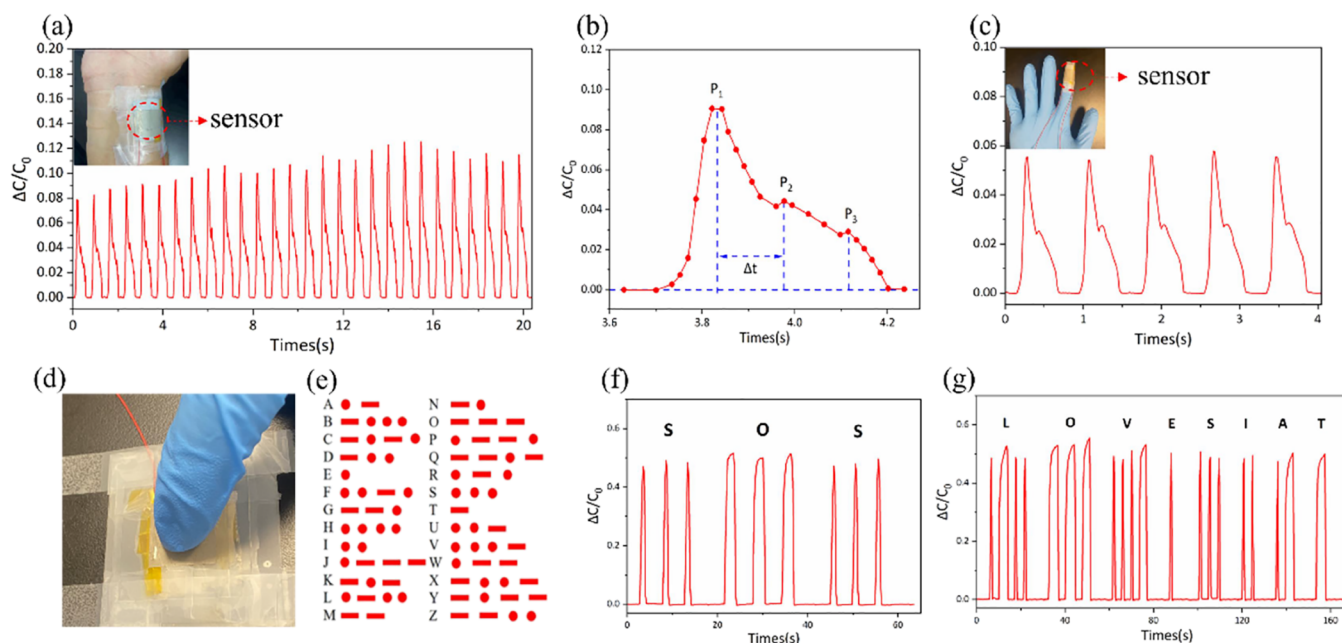 (a)
0.20
0.18
0.16
0.14
0.12
0.10
0.08
0.06
0.04
0.02
0.00
ΔC/C0
sensor
0 4 8 12 16 20
Times(s)
(b)
0.12
0.10
0.08
0.06
0.04
0.02
0.00
ΔC/C0
P1
P2
P3
Δt
3.6 3.8 4.0 4.2
Times(s)
(c)
0.10
0.08
0.06
0.04
0.02
0.00
ΔC/C0
sensor
0 1 2 3 4
Times(s)
(d)
(e)
A
B
C
D
E
F
G
H
I
J
K
L
M
N
O
P
Q
R
S
T
U
V
W
X
Y
Z
(f)
S O S
0.6
0.4
0.2
0.0
ΔC/C0
0 20 40 60
Times(s)
(g)
L O V E S I A T
0.6
0.4
0.2
0.0
ΔC/C0
0 40 80 120 160
Times(s)